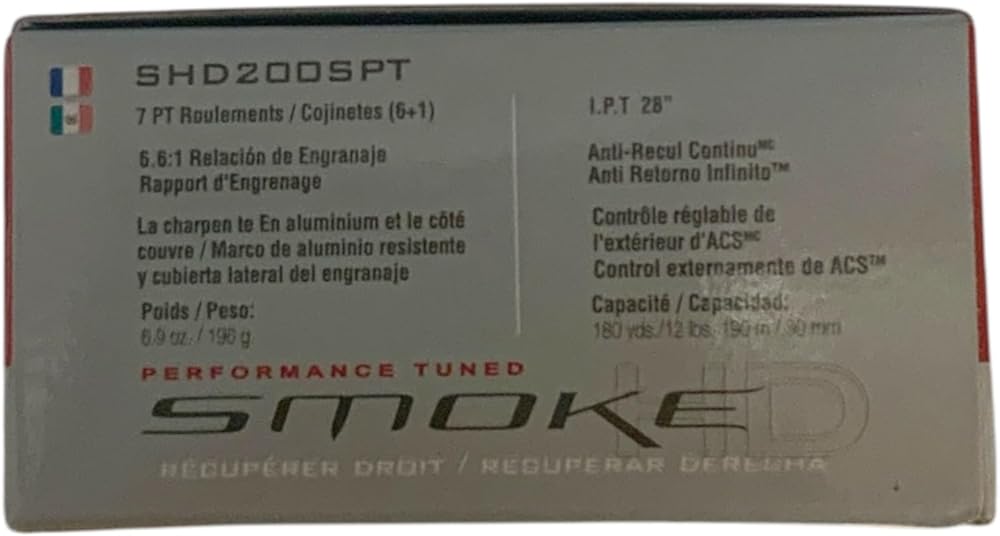 SHD200SPT
7 PT Roulements / Cojinetes (6+1)
6.6:1 Relación de Engranaje
Rapport d'Engrenage
La charpen te En aluminium et le côté
couvre / Marco de aluminio resistente
y cubierta lateral del engranaje
Poids / Peso:
6.9 oz. / 196 g
I.P.T 28"
Anti-Recul Continuᴹᶜ
Anti Retorno Infinito™
Contrôle réglable de
l'extérieur d'ACSᴹᶜ
Control externamente de ACS™
Capacité / Capacidad:
180 yds./12 lbs. 190 m / .30 mm
PERFORMANCE TUNED
SMOKE HD
RÉCUPÉRER DROIT / RECUPERAR DERECHA